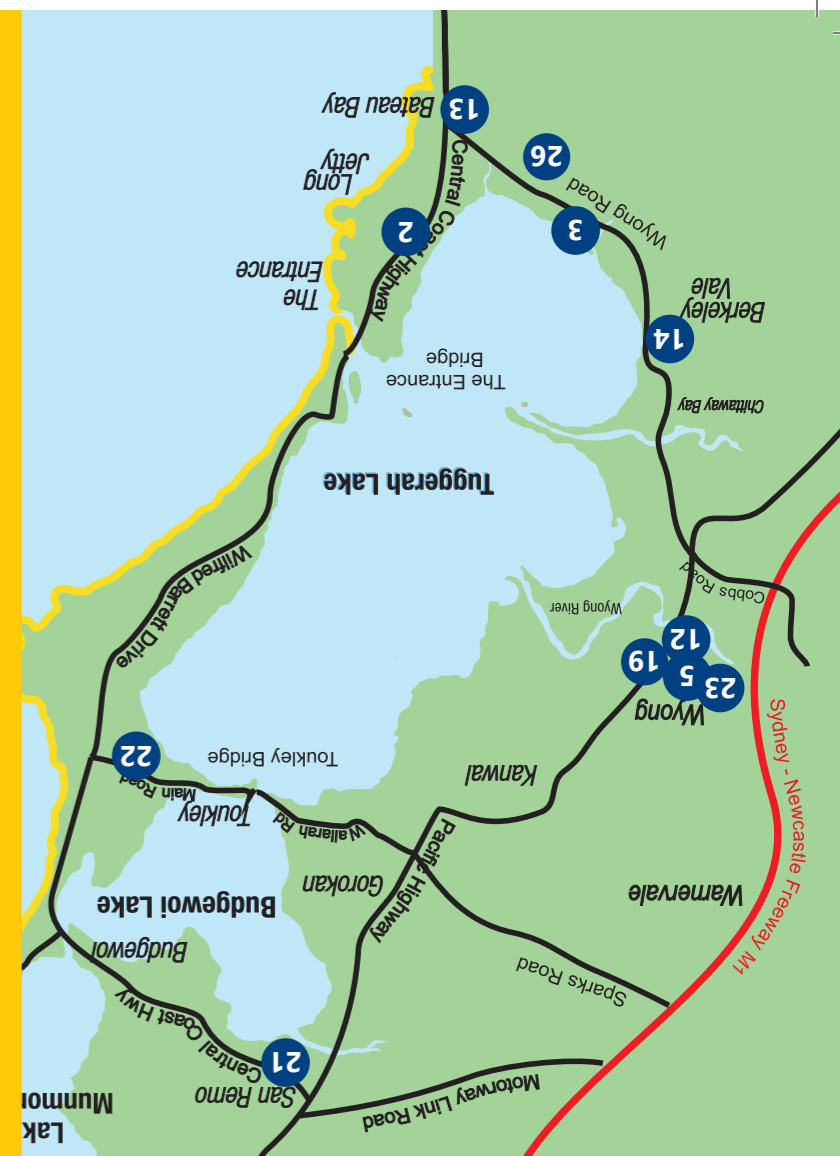 Lak
Munmor
Motorway Link Road
San Remo
21
Central Coast Hwy
Sparks Road
Budgewoi
Budgewoi Lake
Sydney - Newcastle Freeway M1
Warnervale
Gorokan
Pacific Highway
Wallarah Rd
Toukley
Main Road
22
Kanwal
Toukley Bridge
Wyong
23
5
19
12
Wilfred Barrett Drive
Wyong River
Cobbs Road
Tuggerah Lake
Chittaway Bay
The Entrance
Bridge
14
Berkeley
Vale
The
Entrance
Central Coast Highway
2
3
Wyong Road
Long
Jetty
26
13
Bateau Bay